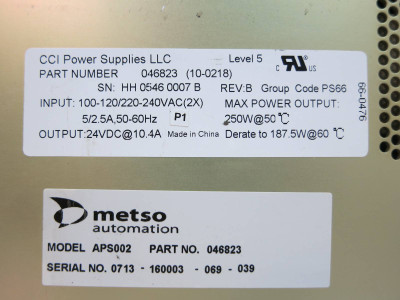 CCI Power Supplies LLC Level 5
PART NUMBER 046823 (10-0218) c RU US
SN: HH 0546 0007 B REV:B Group Code PS66
INPUT: 100-120/220-240VAC(2X) MAX POWER OUTPUT:
5/2.5A,50-60Hz P1 250W@50℃
OUTPUT:24VDC@10.4A Made in China Derate to 187.5W@60℃
66-0476
metso
automation
MODEL APS002 PART NO. 046823
SERIAL NO. 0713 - 160003 - 069 - 039